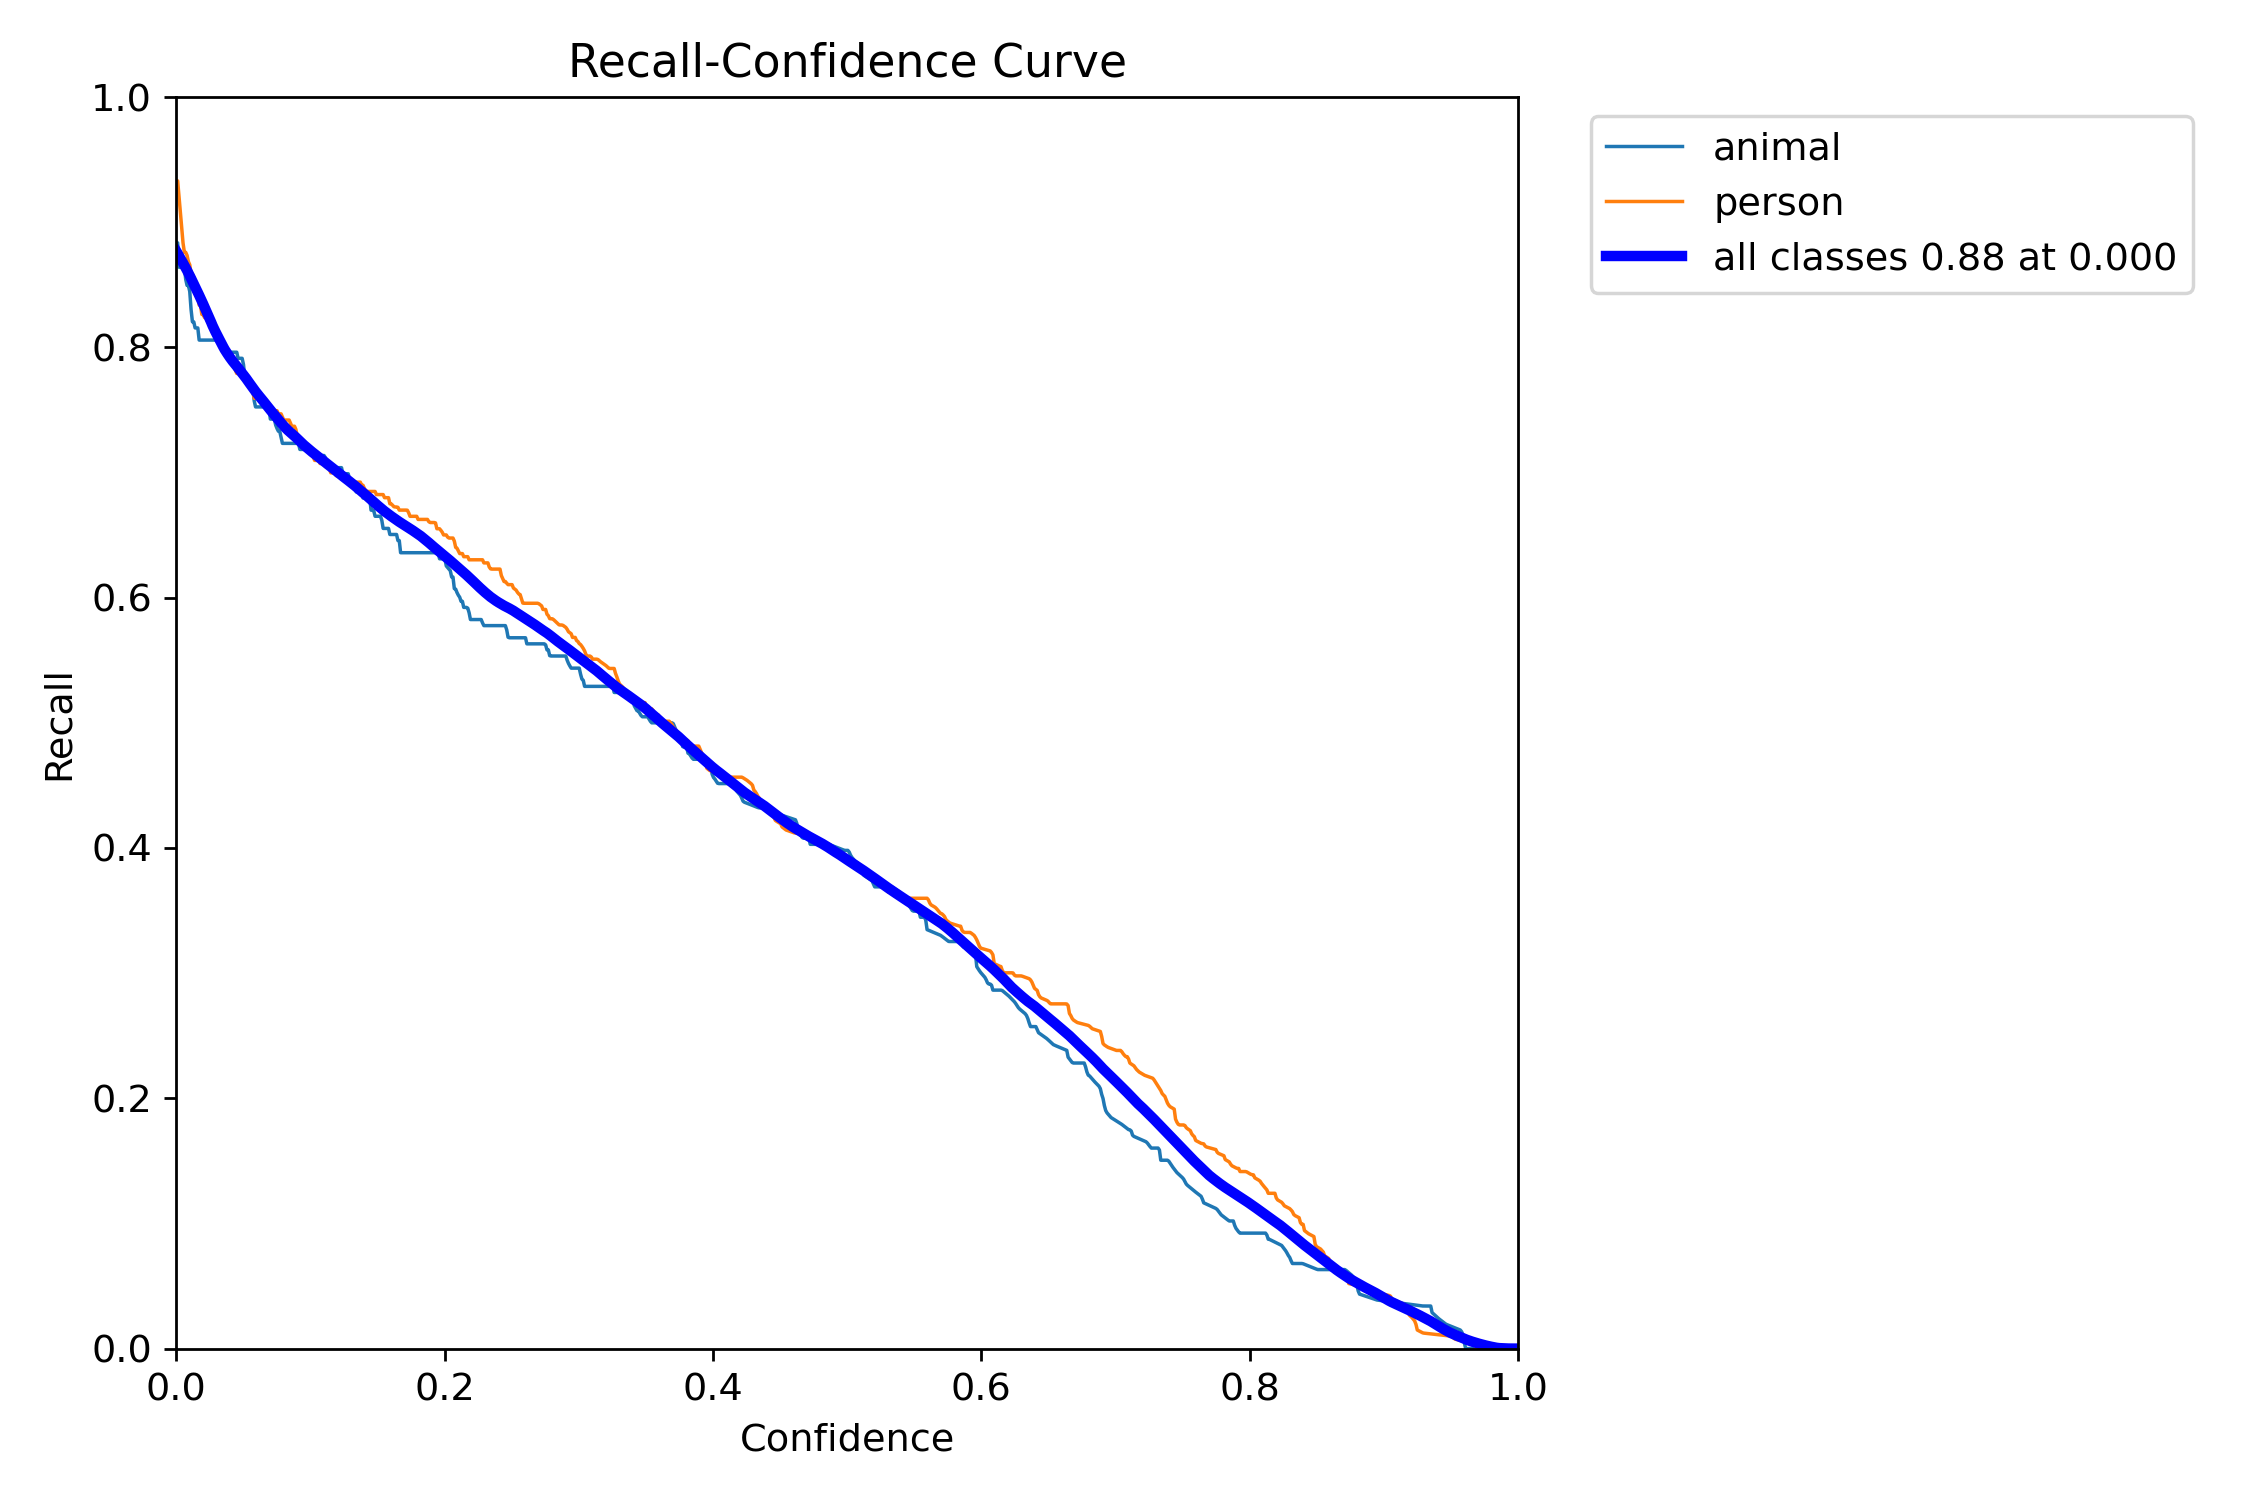 Recall-Confidence Curve
1.0
0.8
0.6
0.4
0.2
0.0
Recall
0.0 0.2 0.4 0.6 0.8 1.0
Confidence
animal
person
all classes 0.88 at 0.000